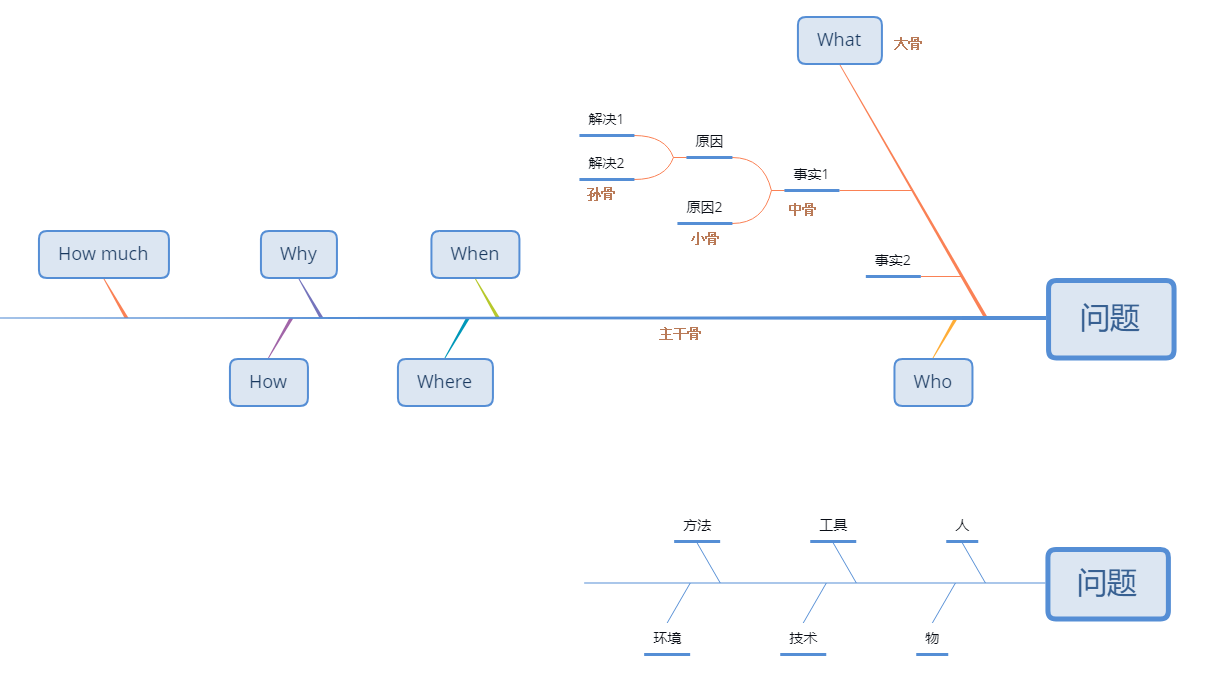 What
大骨
解决1
原因
解决2
事实1
孙骨
原因2
中骨
小骨
How much
Why
When
事实2
问题
主干骨
How
Where
Who
方法
工具
人
问题
环境
技术
物